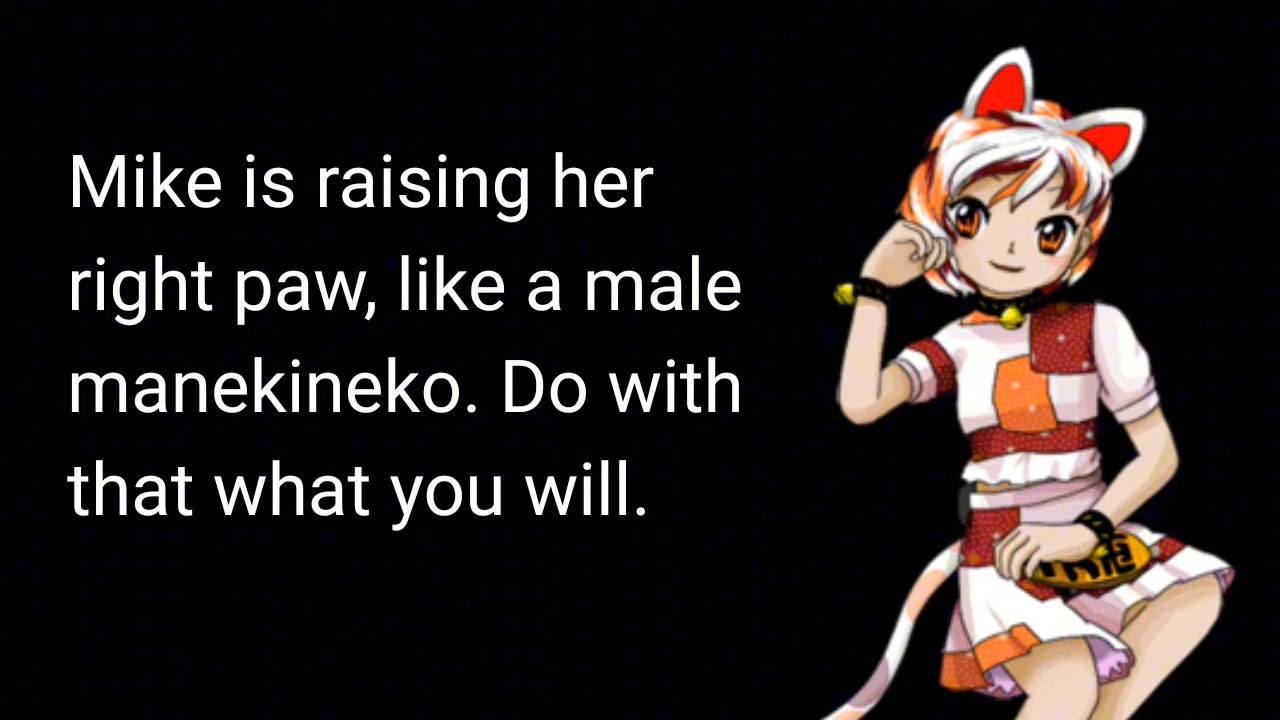 Mike is raising her
right paw, like a male
manekineko. Do with
that what you will.